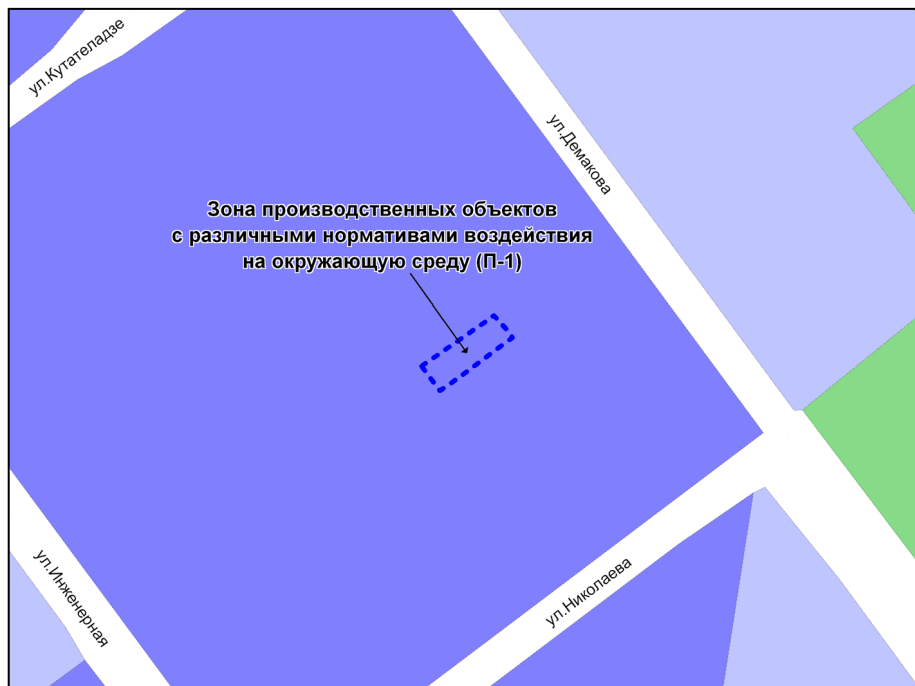 ул.Кутателадзе
ул.Демакова
Зона производственных объектов
с различными нормативами воздействия
на окружающую среду (П-1)
ул.Инженерная
ул.Николаева